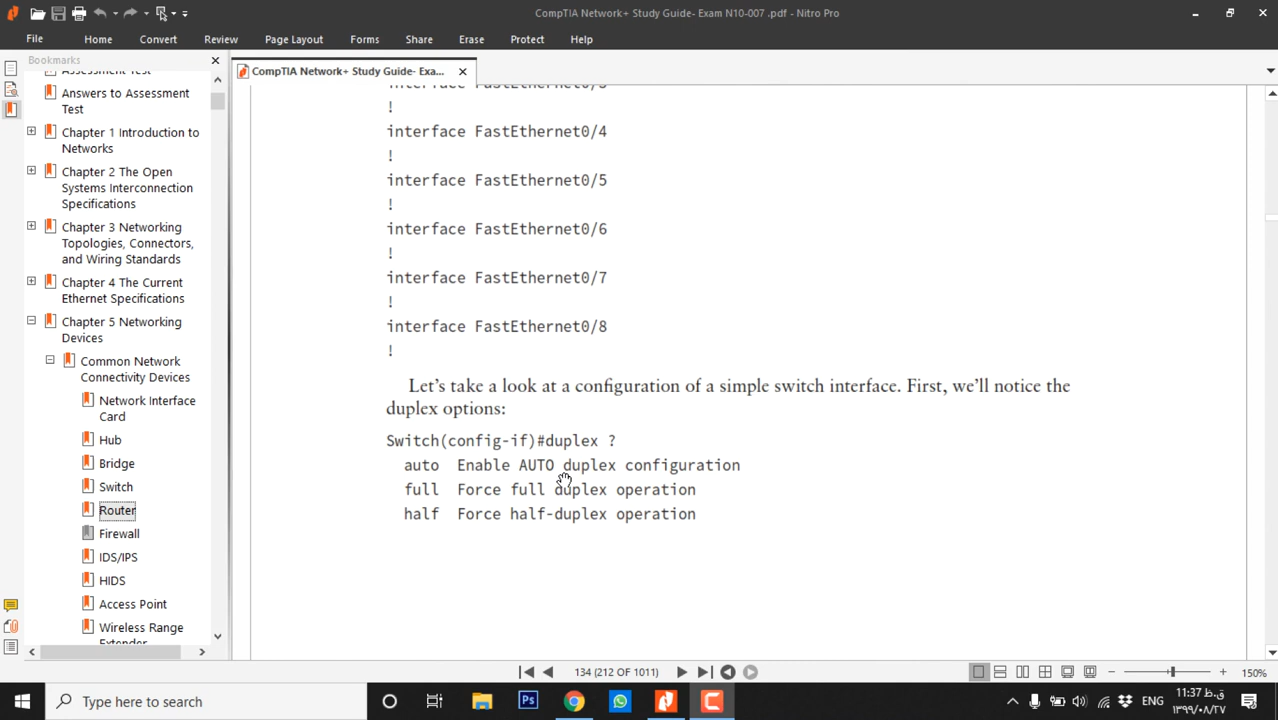 CompTIA Network+ Study Guide- Exam N10-007 .pdf - Nitro Pro
File Home Convert Review Page Layout Forms Share Erase Protect Help
Bookmarks
CompTIA Network+ Study Guide- Exa...
Assessment Test
Answers to Assessment
Test
Chapter 1 Introduction to
Networks
Chapter 2 The Open
Systems Interconnection
Specifications
Chapter 3 Networking
Topologies, Connectors,
and Wiring Standards
Chapter 4 The Current
Ethernet Specifications
Chapter 5 Networking
Devices
Common Network
Connectivity Devices
Network Interface
Card
Hub
Bridge
Switch
Router
Firewall
IDS/IPS
HIDS
Access Point
Wireless Range
Extender
!
interface FastEthernet0/4
!
interface FastEthernet0/5
!
interface FastEthernet0/6
!
interface FastEthernet0/7
!
interface FastEthernet0/8
!
Let’s take a look at a configuration of a simple switch interface. First, we’ll notice the
duplex options:
Switch(config-if)#duplex ?
auto Enable AUTO duplex configuration
full Force full duplex operation
half Force half-duplex operation
134 (212 OF 1011)
150%
Type here to search
Ps
ENG
11:37 ق.ظ
۱۳۹۹/۰۸/۲۷